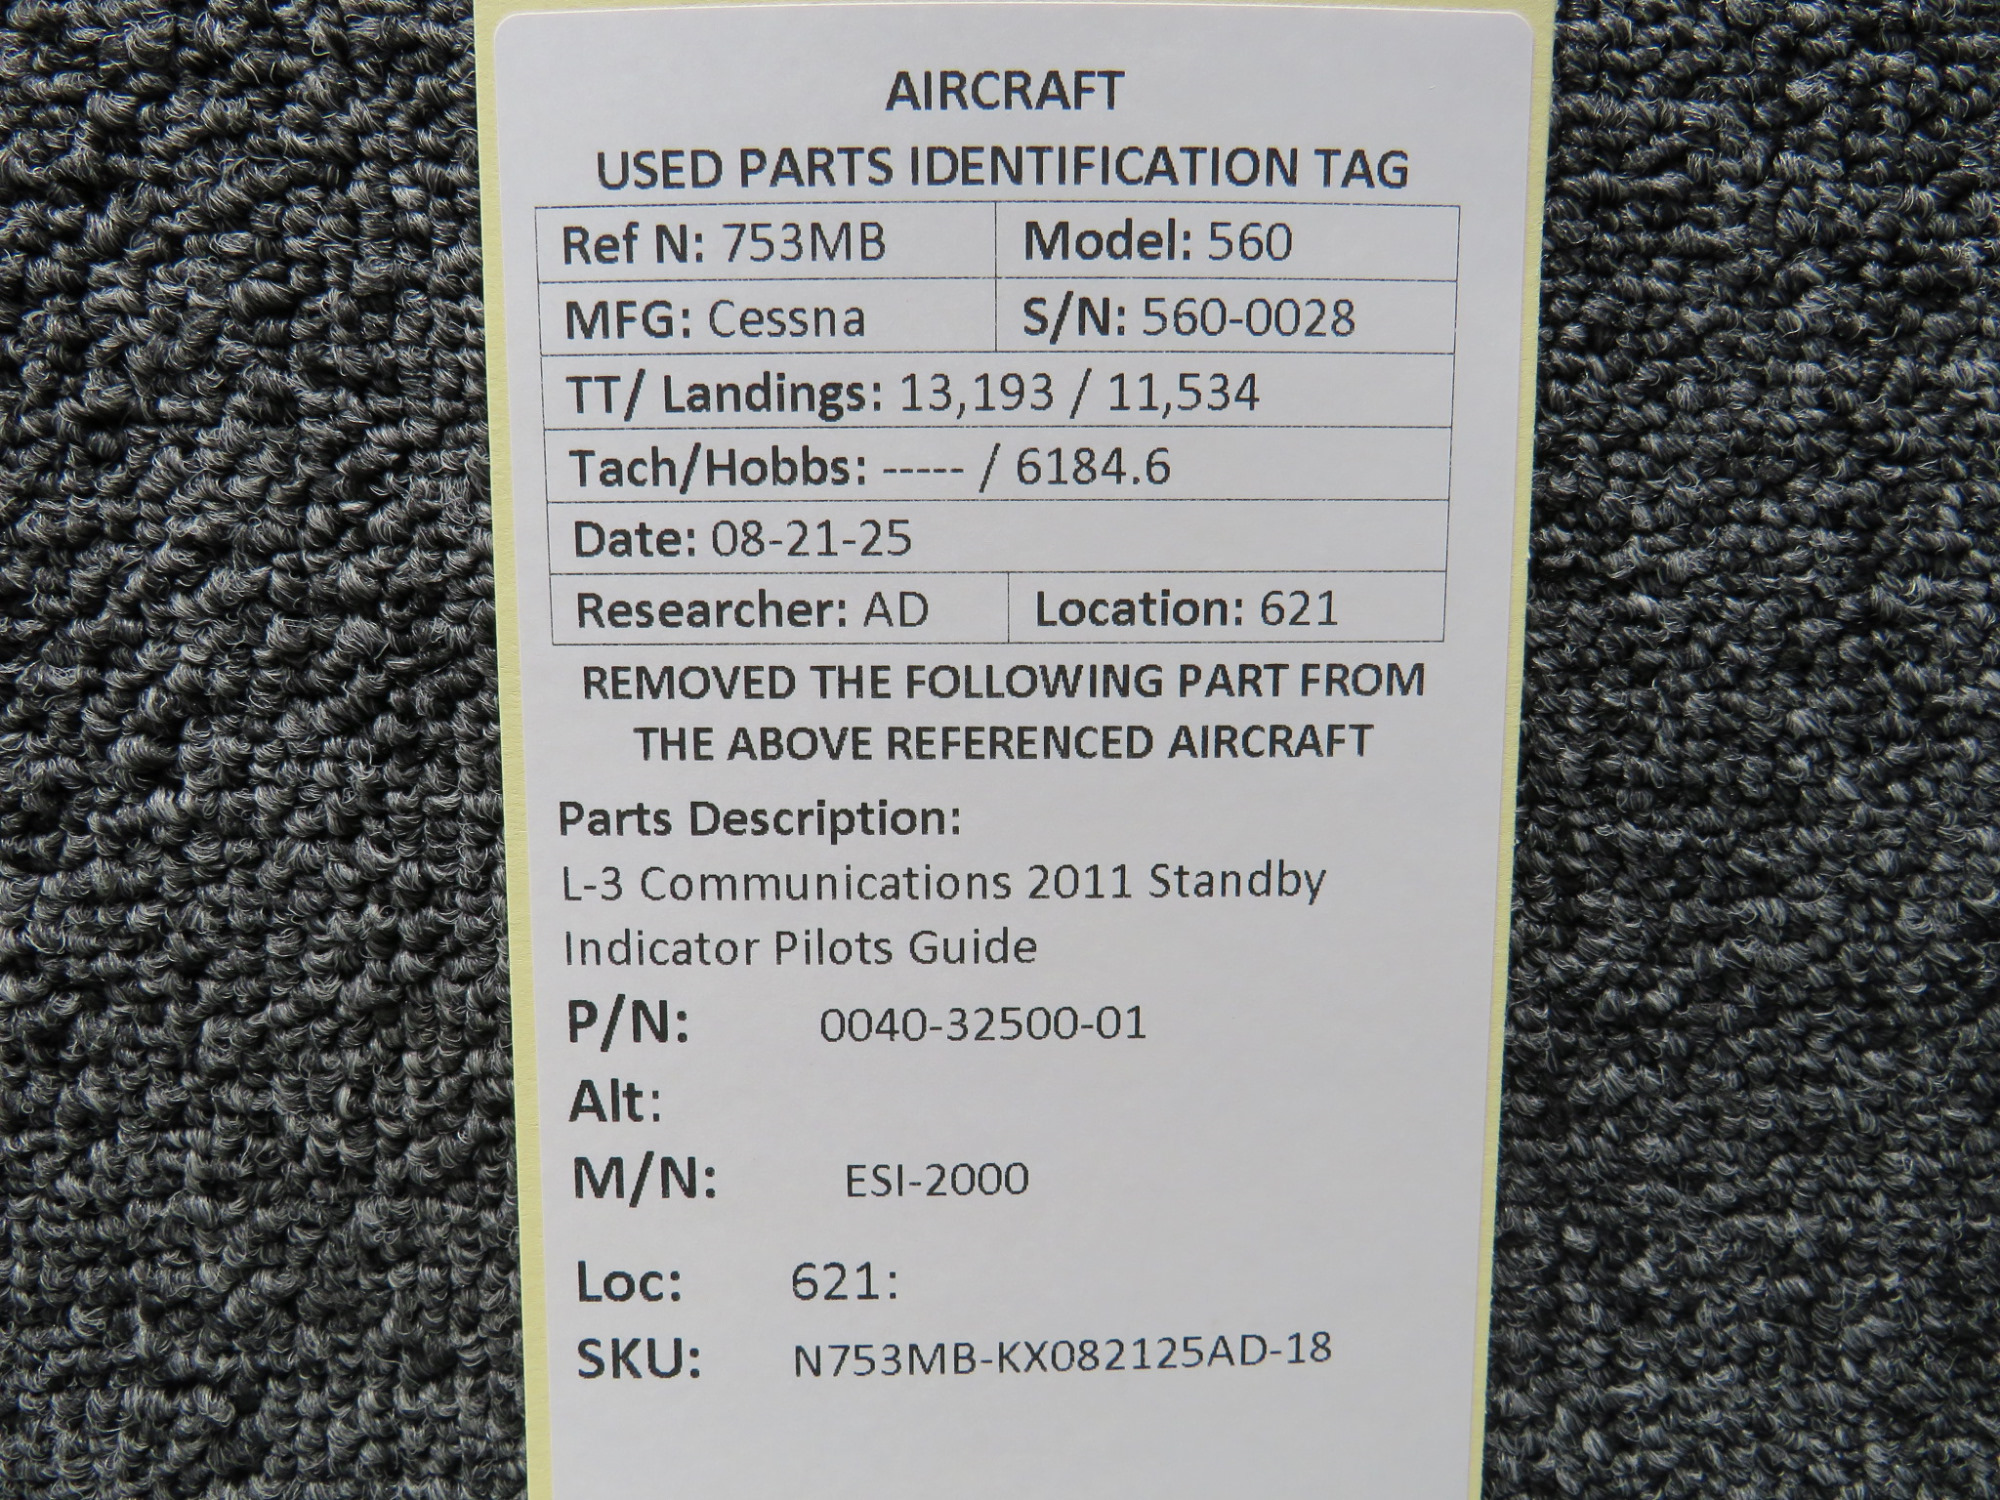 AIRCRAFT
USED PARTS IDENTIFICATION TAG
Ref N: 753MB Model: 560
MFG: Cessna S/N: 560-0028
TT/ Landings: 13,193 / 11,534
Tach/Hobbs: ----- / 6184.6
Date: 08-21-25
Researcher: AD Location: 621
REMOVED THE FOLLOWING PART FROM
THE ABOVE REFERENCED AIRCRAFT
Parts Description:
L-3 Communications 2011 Standby
Indicator Pilots Guide
P/N: 0040-32500-01
Alt:
M/N: ESI-2000
Loc: 621:
SKU: N753MB-KX082125AD-18